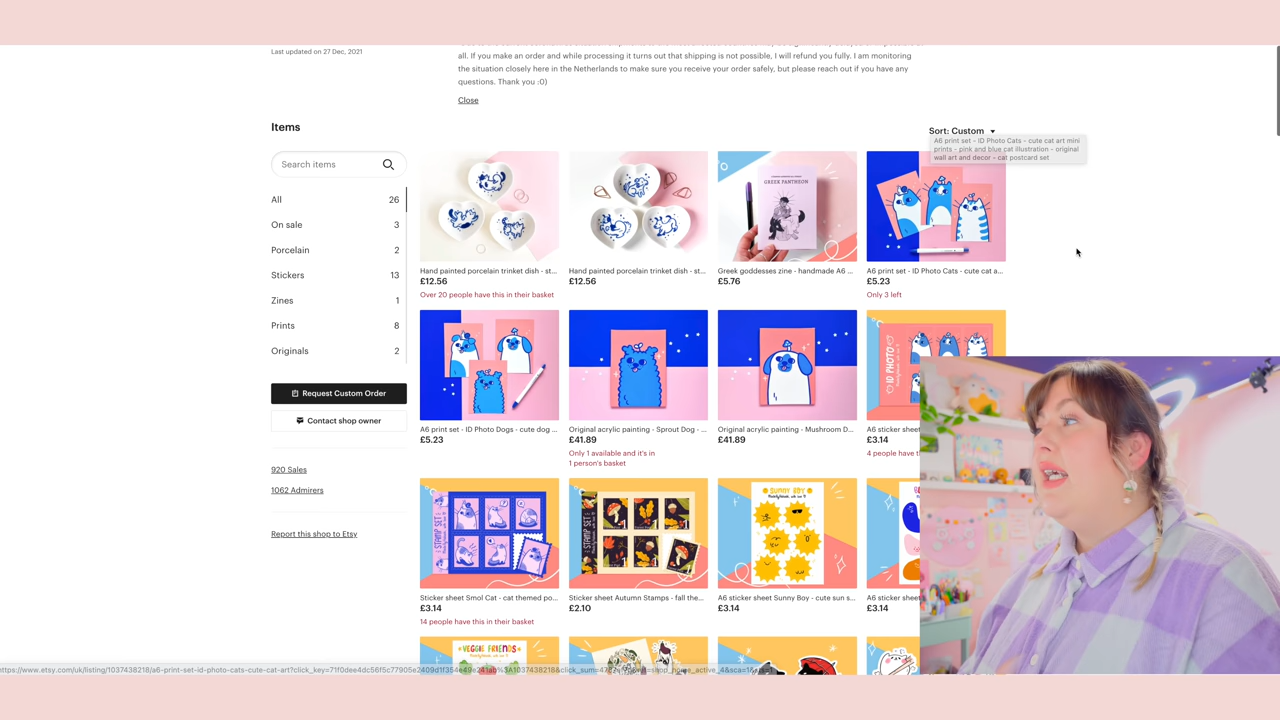 Last updated on 27 Dec, 2021
all. If you make an order and while processing it turns out that shipping is not possible, I will refund you fully. I am monitoring
the situation closely here in the Netherlands to make sure you receive your order safely, but please reach out if you have any
questions. Thank you :0)
Close
Items
Sort: Custom
A6 print set - ID Photo Cats - cute cat art mini
prints - pink and blue cat illustration - original
wall art and decor - cat postcard set
Search items
All 26
On sale 3
Porcelain 2
Stickers 13
Zines 1
Prints 8
Originals 2
Request Custom Order
Contact shop owner
920 Sales
1062 Admirers
Report this shop to Etsy
GREEK PANTHEON
Hand painted porcelain trinket dish - st...
£12.56
Over 20 people have this in their basket
Hand painted porcelain trinket dish - st...
£12.56
Greek goddesses zine - handmade A6 ...
£5.76
A6 print set - ID Photo Cats - cute cat a...
£5.23
Only 3 left
ID PHOTO
A6 print set - ID Photo Dogs - cute dog ...
£5.23
Original acrylic painting - Sprout Dog - ...
£41.89
Only 1 available and it's in
1 person's basket
Original acrylic painting - Mushroom D...
£41.89
A6 sticker shee
£3.14
4 people have t
STAMP SET
STAMP SET
SUNNY BOY
Sticker sheet Smol Cat - cat themed po...
£3.14
14 people have this in their basket
Sticker sheet Autumn Stamps - fall the...
£2.10
A6 sticker sheet Sunny Boy - cute sun s...
£3.14
A6 sticker shee
£3.14
VEGGIE FRIENDS